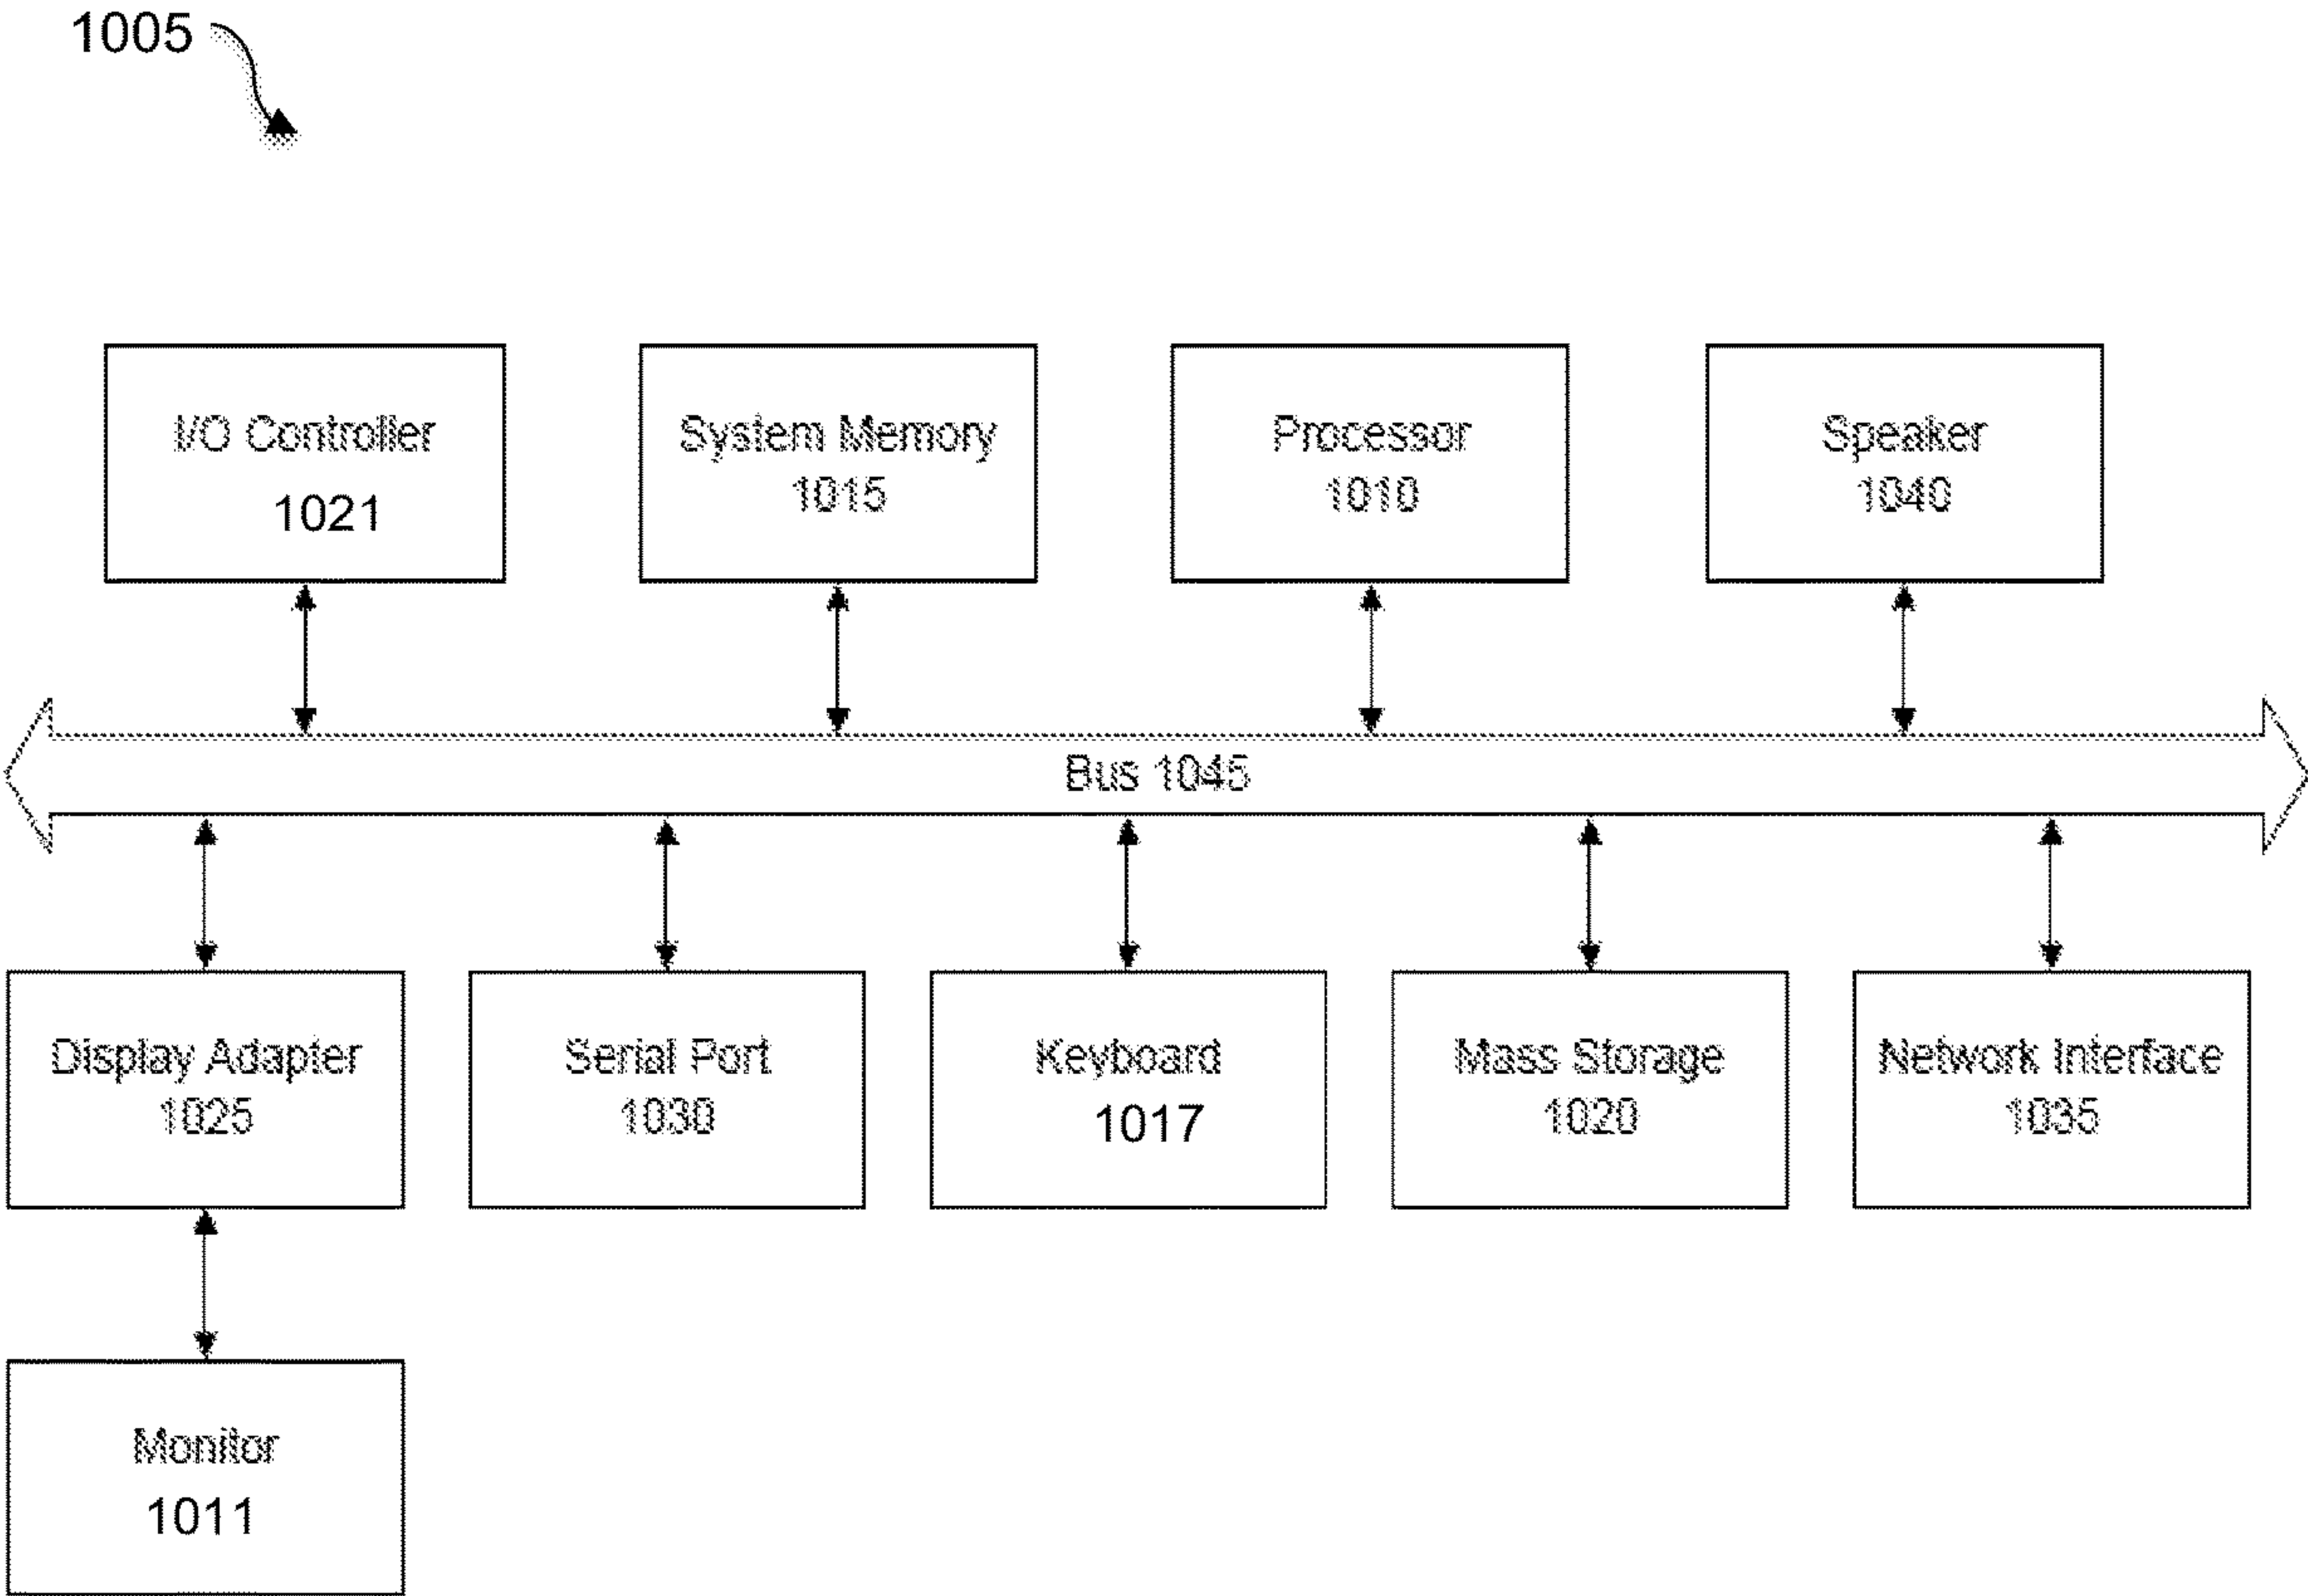 1005
I/O Controller
1021
System Memory
1015
Processor
1010
Speaker
1040
Bus 1045
Display Adapter
1025
Serial Port
1030
Keyboard
1017
Mass Storage
1020
Network Interface
1035
Monitor
1011